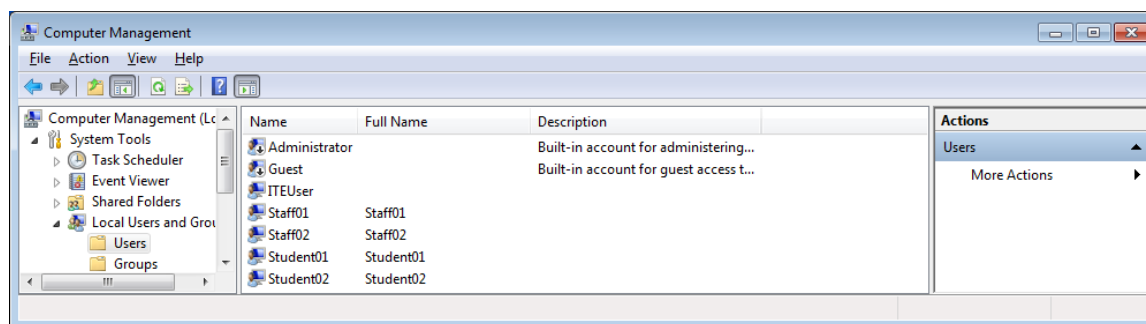 Computer Management
File Action View Help
Computer Management (Lc
System Tools
Task Scheduler
Event Viewer
Shared Folders
Local Users and Grou
Users
Groups
Name Full Name Description
Administrator Built-in account for administering...
Guest Built-in account for guest access t...
ITEUser
Staff01 Staff01
Staff02 Staff02
Student01 Student01
Student02 Student02
Actions
Users
More Actions